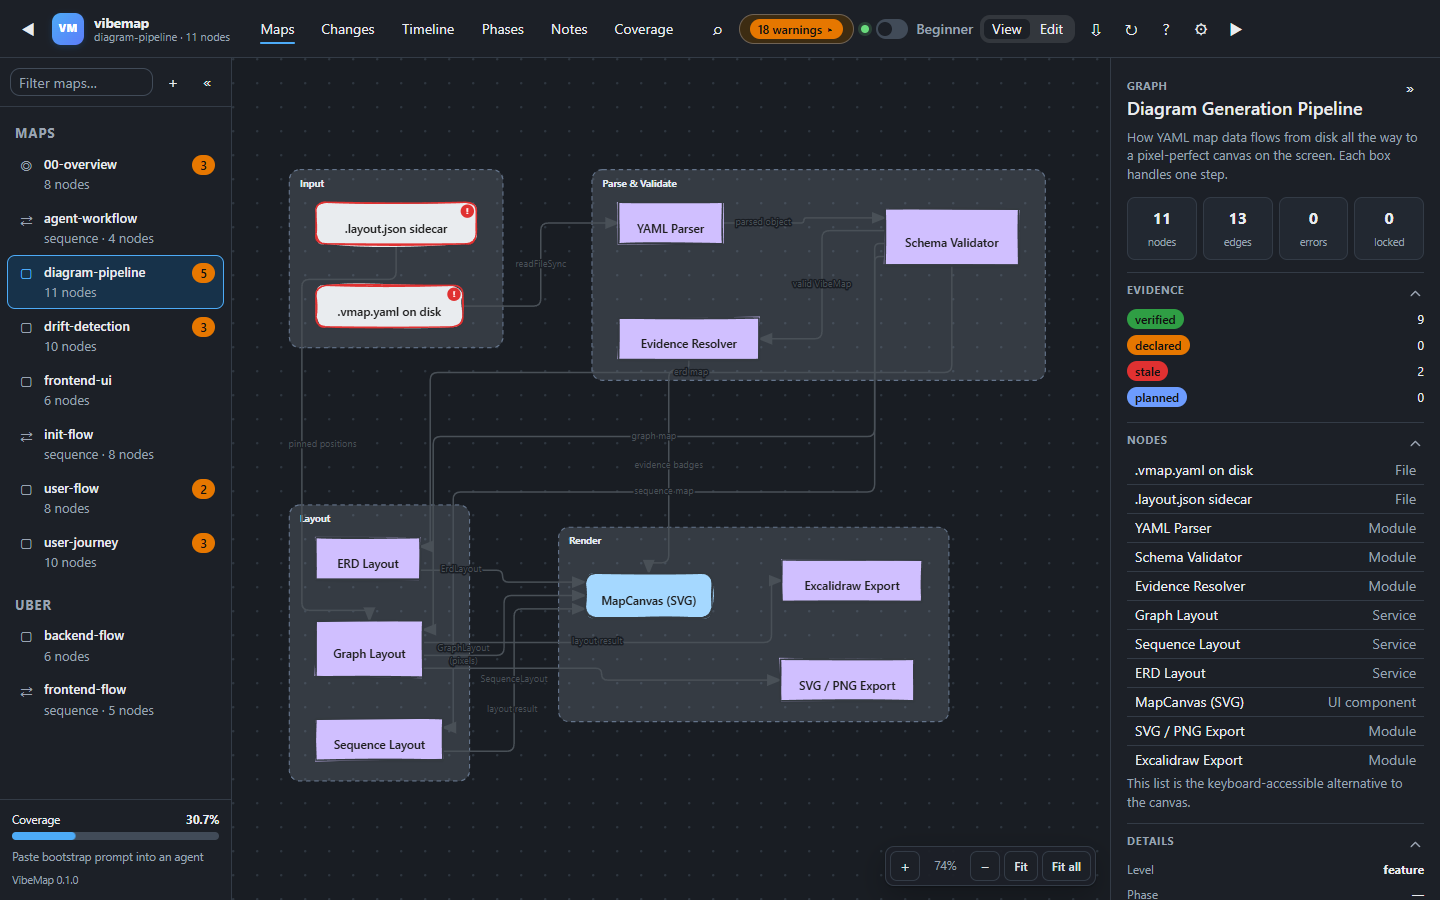 VM
vibemap
diagram-pipeline · 11 nodes
Maps
Changes
Timeline
Phases
Notes
Coverage
18 warnings
Beginner
View
Edit
?
Filter maps...
+
«
MAPS
00-overview
3
8 nodes
agent-workflow
sequence · 4 nodes
diagram-pipeline
5
11 nodes
drift-detection
3
10 nodes
frontend-ui
6 nodes
init-flow
sequence · 8 nodes
user-flow
2
8 nodes
user-journey
3
10 nodes
UBER
backend-flow
6 nodes
frontend-flow
sequence · 5 nodes
Coverage
30.7%
Paste bootstrap prompt into an agent
VibeMap 0.1.0
Input
.layout.json sidecar
!
.vmap.yaml on disk
!
readFileSync
Parse & Validate
YAML Parser
parsed object
Schema Validator
valid VibeMap
Evidence Resolver
erd map
pinned positions
graph map
evidence badges
sequence map
Layout
ERD Layout
ErdLayout
Graph Layout
GraphLayout
(pixels)
SequenceLayout
layout result
Sequence Layout
Render
MapCanvas (SVG)
Excalidraw Export
layout result
SVG / PNG Export
+
74%
−
Fit
Fit all
GRAPH
»
Diagram Generation Pipeline
How YAML map data flows from disk all the way to
a pixel-perfect canvas on the screen. Each box
handles one step.
11
nodes
13
edges
0
errors
0
locked
EVIDENCE
verified
9
declared
0
stale
2
planned
0
NODES
.vmap.yaml on disk
File
.layout.json sidecar
File
YAML Parser
Module
Schema Validator
Module
Evidence Resolver
Module
Graph Layout
Service
Sequence Layout
Service
ERD Layout
Service
MapCanvas (SVG)
UI component
SVG / PNG Export
Module
Excalidraw Export
Module
This list is the keyboard-accessible alternative to
the canvas.
DETAILS
Level
feature
Phase
—